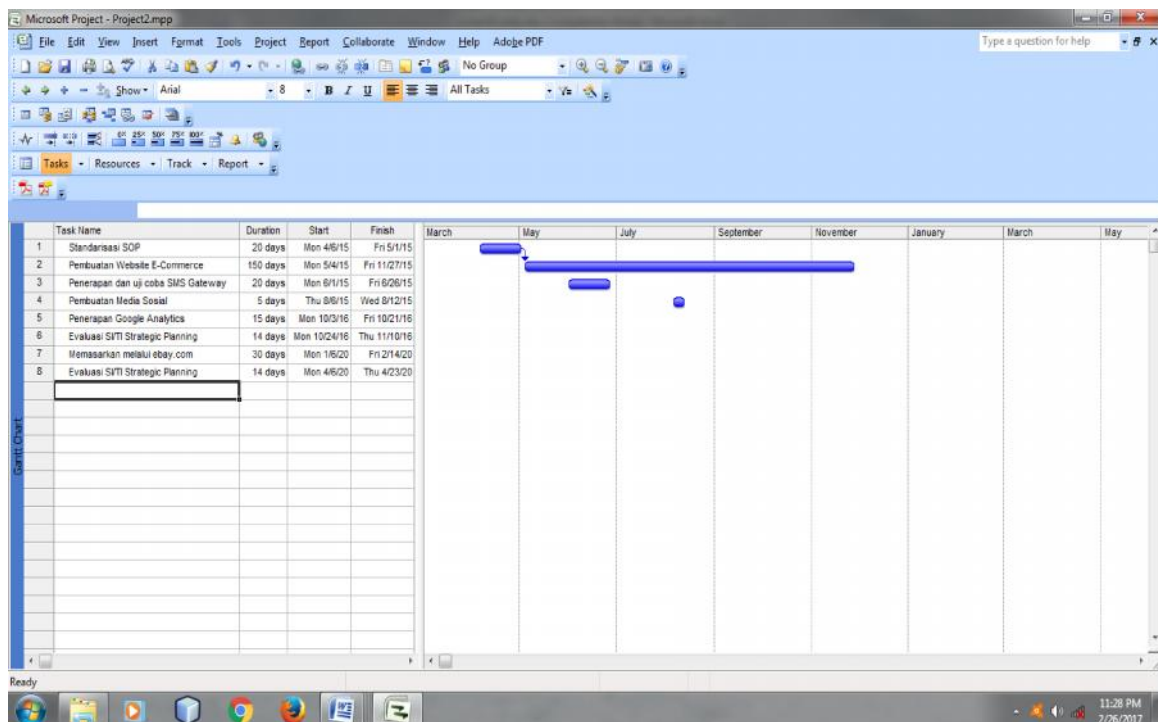 Microsoft Project - Project2.mpp
File Edit View Insert Format Tools Project Report Collaborate Window Help Adobe PDF Type a question for help
No Group
Show Arial 8 B I U All Tasks
0% 25% 50% 75% 100%
Tasks Resources Track Report
Task Name Duration Start Finish March May July September November January March May
1 Standarisasi SOP 20 days Mon 4/6/15 Fri 5/1/15
2 Pembuatan Website E-Commerce 150 days Mon 5/4/15 Fri 11/27/15
3 Penerapan dan uji coba SMS Gateway 20 days Mon 6/1/15 Fri 6/26/15
4 Pembuatan Media Sosial 5 days Thu 8/6/15 Wed 8/12/15
5 Penerapan Google Analytics 15 days Mon 10/3/16 Fri 10/21/16
6 Evaluasi SI/TI Strategic Planning 14 days Mon 10/24/16 Thu 11/10/16
7 Memasarkan melalui ebay.com 30 days Mon 1/6/20 Fri 2/14/20
8 Evaluasi SI/TI Strategic Planning 14 days Mon 4/6/20 Thu 4/23/20
Gantt Chart
Ready
11:28 PM
2/26/2017